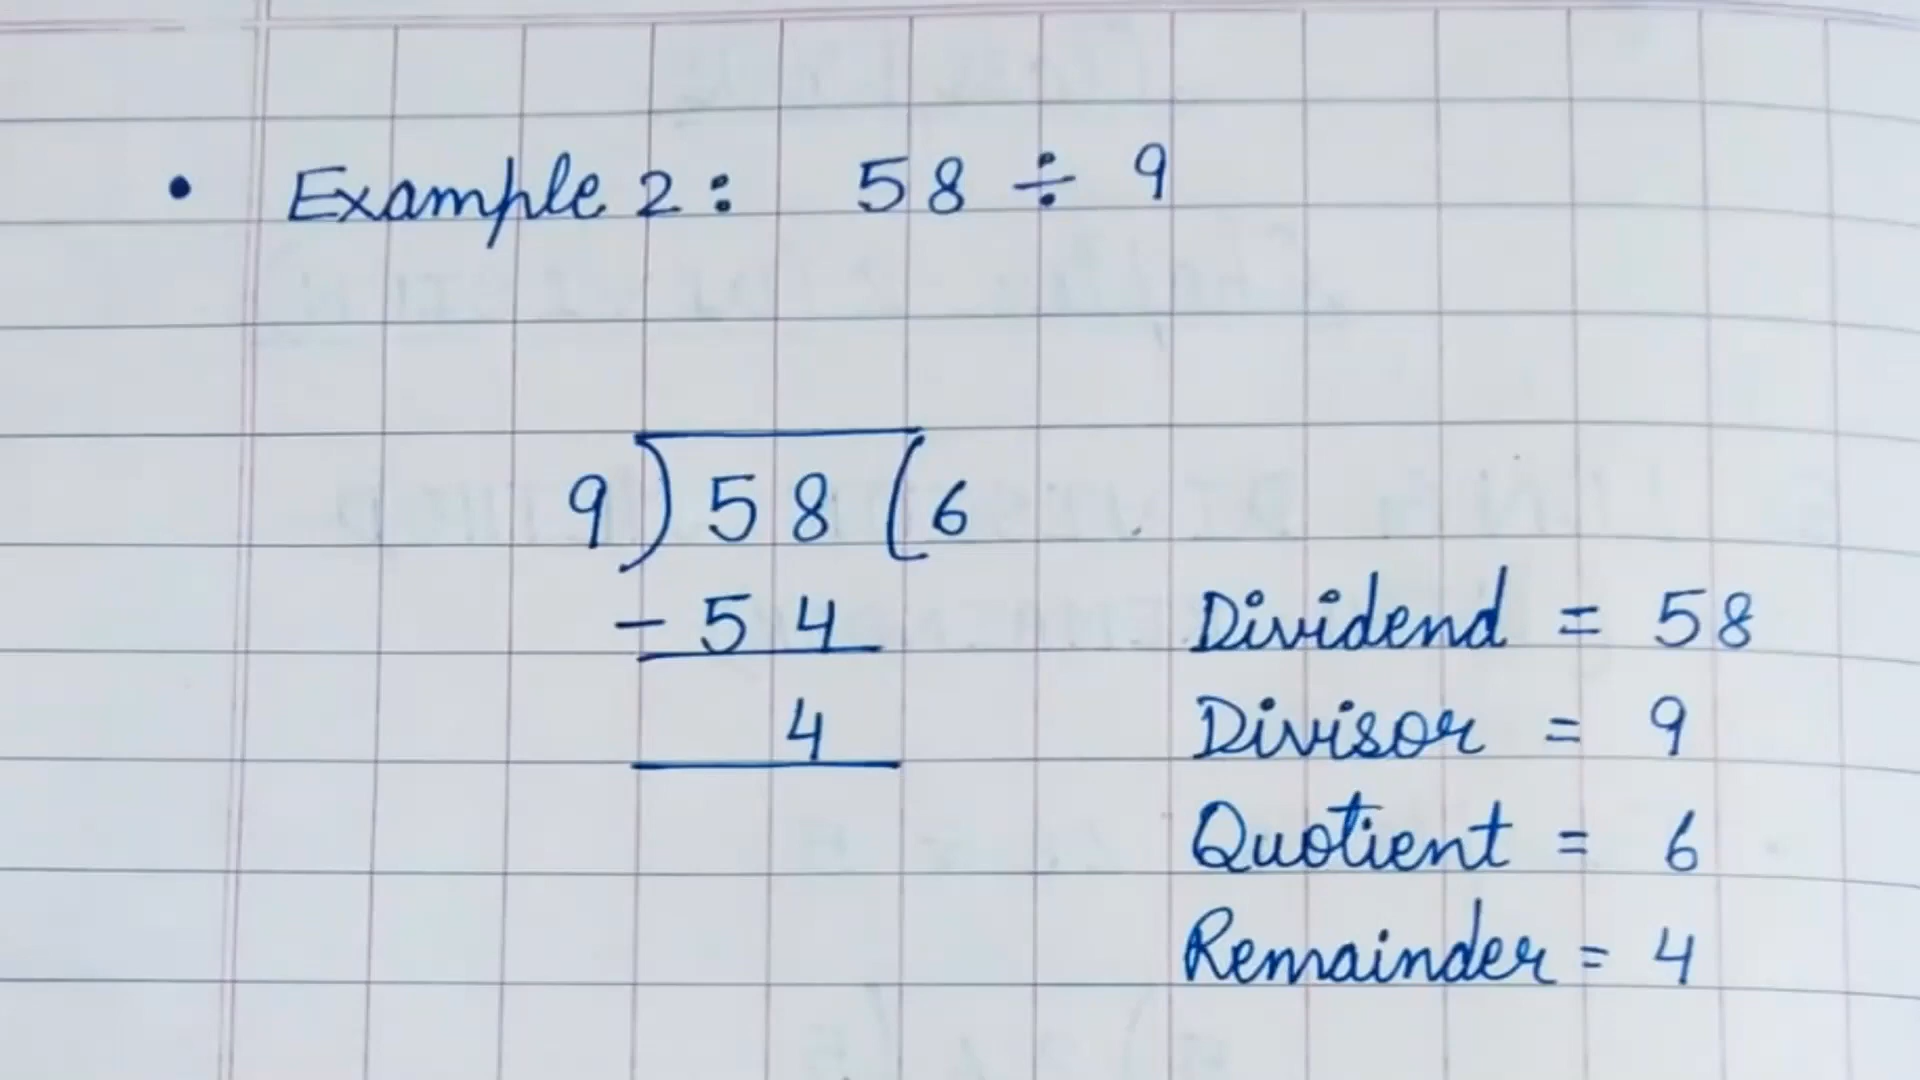 • Example 2: 58 ÷ 9
9) 58 (6
- 54
4
Dividend = 58
Divisor = 9
Quotient = 6
Remainder = 4